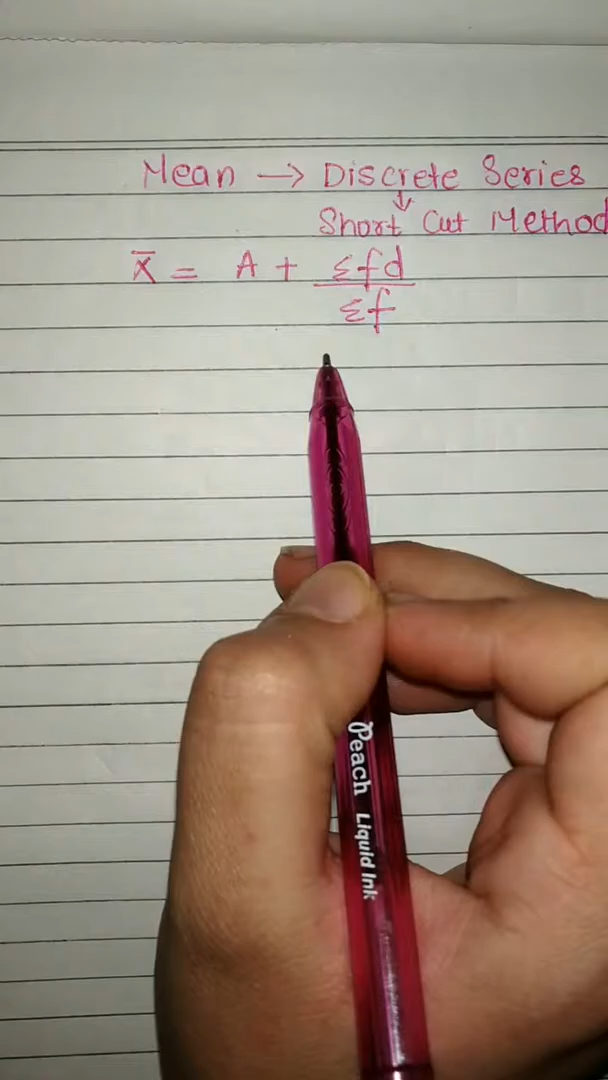 Mean → Discrete Series
↓
Short Cut Method
X̄ = A + Σfd
Σf
Peach Liquid Ink